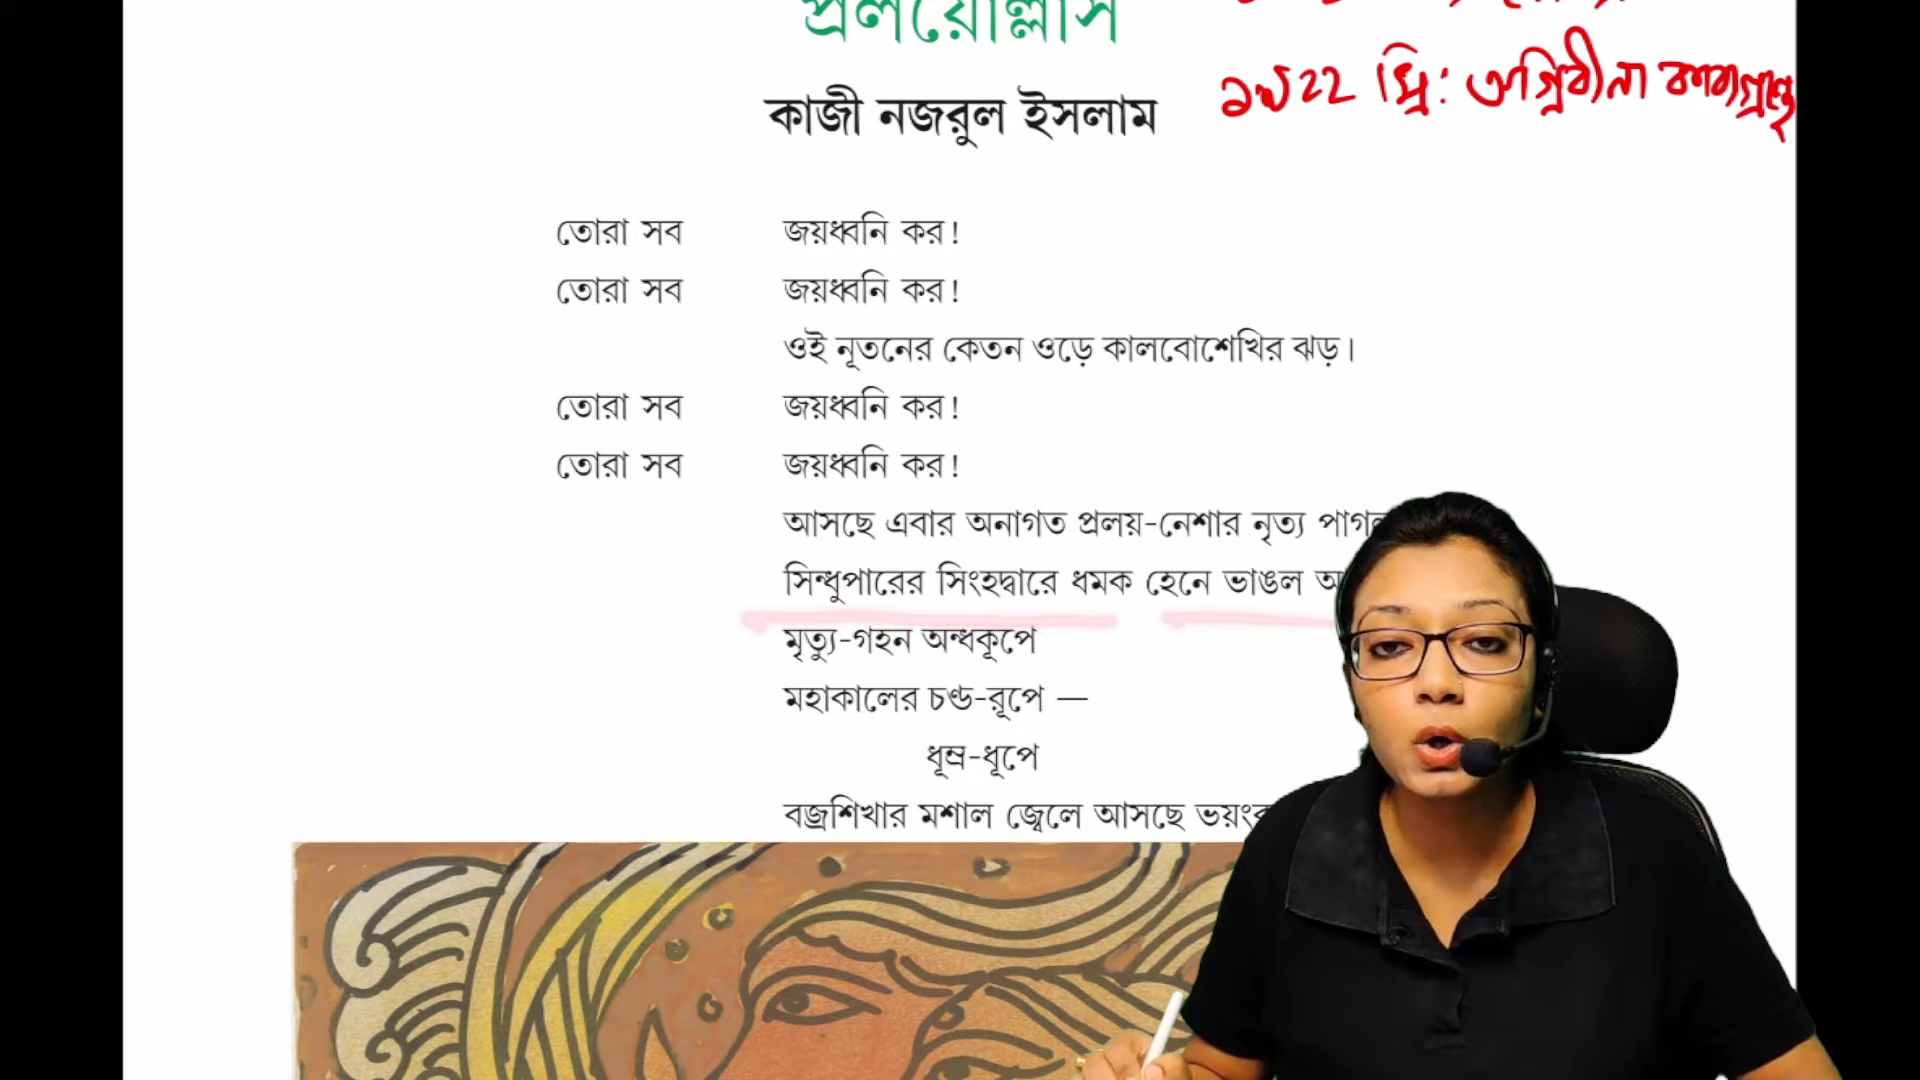 প্রলয়োল্লাস
১৯২২ খ্রি: অগ্নিবীণা কাব্যগ্রন্থে
কাজী নজরুল ইসলাম
তোরা সব জয়ধ্বনি কর!
তোরা সব জয়ধ্বনি কর!
ওই নূতনের কেতন ওড়ে কালবোশেখির ঝড়।
তোরা সব জয়ধ্বনি কর!
তোরা সব জয়ধ্বনি কর!
আসছে এবার অনাগত প্রলয়-নেশার নৃত্য
সিন্ধুপারের সিংহদ্বারে ধমক হেনে ভাঙল
মৃত্যু-গহন অন্ধকূপে
মহাকালের চণ্ড-রূপে —
ধূম্র-ধূপে
বজ্রশিখার মশাল জ্বেলে আসছে